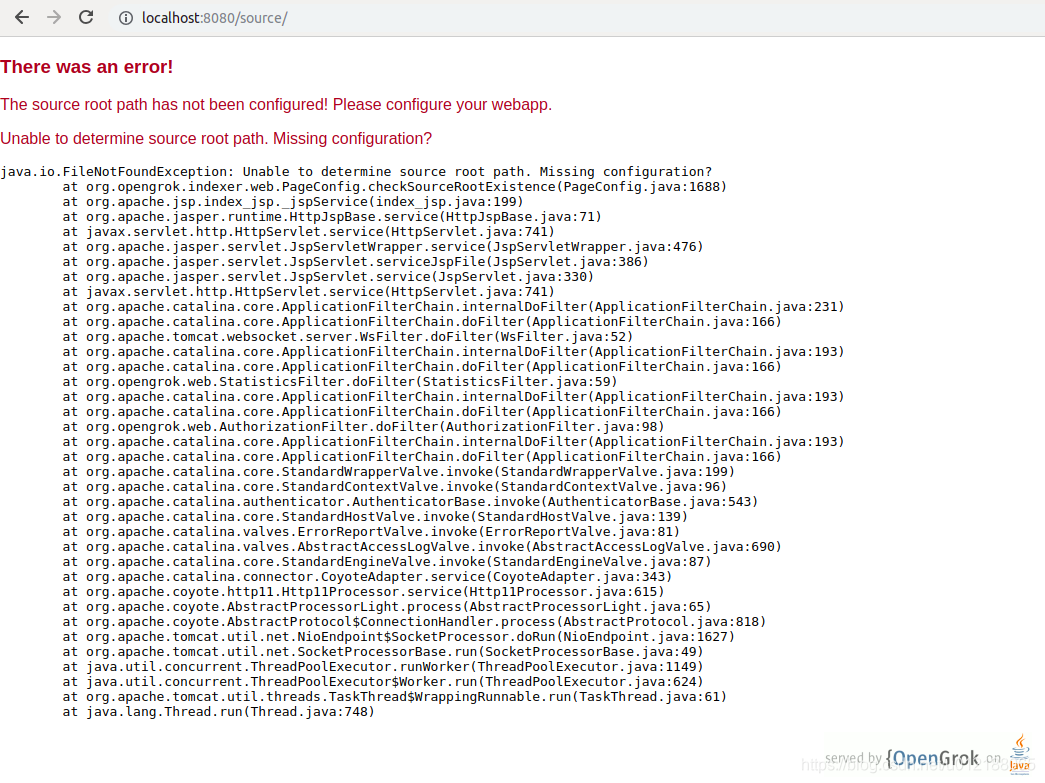 localhost:8080/source/
There was an error!
The source root path has not been configured! Please configure your webapp.
Unable to determine source root path. Missing configuration?
java.io.FileNotFoundException: Unable to determine source root path. Missing configuration?
at org.opengrok.indexer.web.PageConfig.checkSourceRootExistence(PageConfig.java:1688)
at org.apache.jsp.index_jsp._jspService(index_jsp.java:199)
at org.apache.jasper.runtime.HttpJspBase.service(HttpJspBase.java:71)
at javax.servlet.http.HttpServlet.service(HttpServlet.java:741)
at org.apache.jasper.servlet.JspServletWrapper.service(JspServletWrapper.java:476)
at org.apache.jasper.servlet.JspServlet.serviceJspFile(JspServlet.java:386)
at org.apache.jasper.servlet.JspServlet.service(JspServlet.java:330)
at javax.servlet.http.HttpServlet.service(HttpServlet.java:741)
at org.apache.catalina.core.ApplicationFilterChain.internalDoFilter(ApplicationFilterChain.java:231)
at org.apache.catalina.core.ApplicationFilterChain.doFilter(ApplicationFilterChain.java:166)
at org.apache.tomcat.websocket.server.WsFilter.doFilter(WsFilter.java:52)
at org.apache.catalina.core.ApplicationFilterChain.internalDoFilter(ApplicationFilterChain.java:193)
at org.apache.catalina.core.ApplicationFilterChain.doFilter(ApplicationFilterChain.java:166)
at org.opengrok.web.StatisticsFilter.doFilter(StatisticsFilter.java:59)
at org.apache.catalina.core.ApplicationFilterChain.internalDoFilter(ApplicationFilterChain.java:193)
at org.apache.catalina.core.ApplicationFilterChain.doFilter(ApplicationFilterChain.java:166)
at org.opengrok.web.AuthorizationFilter.doFilter(AuthorizationFilter.java:98)
at org.apache.catalina.core.ApplicationFilterChain.internalDoFilter(ApplicationFilterChain.java:193)
at org.apache.catalina.core.ApplicationFilterChain.doFilter(ApplicationFilterChain.java:166)
at org.apache.catalina.core.StandardWrapperValve.invoke(StandardWrapperValve.java:199)
at org.apache.catalina.core.StandardContextValve.invoke(StandardContextValve.java:96)
at org.apache.catalina.authenticator.AuthenticatorBase.invoke(AuthenticatorBase.java:543)
at org.apache.catalina.core.StandardHostValve.invoke(StandardHostValve.java:139)
at org.apache.catalina.valves.ErrorReportValve.invoke(ErrorReportValve.java:81)
at org.apache.catalina.valves.AbstractAccessLogValve.invoke(AbstractAccessLogValve.java:690)
at org.apache.catalina.core.StandardEngineValve.invoke(StandardEngineValve.java:87)
at org.apache.catalina.connector.CoyoteAdapter.service(CoyoteAdapter.java:343)
at org.apache.coyote.http11.Http11Processor.service(Http11Processor.java:615)
at org.apache.coyote.AbstractProcessorLight.process(AbstractProcessorLight.java:65)
at org.apache.coyote.AbstractProtocol$ConnectionHandler.process(AbstractProtocol.java:818)
at org.apache.tomcat.util.net.NioEndpoint$SocketProcessor.doRun(NioEndpoint.java:1627)
at org.apache.tomcat.util.net.SocketProcessorBase.run(SocketProcessorBase.java:49)
at java.util.concurrent.ThreadPoolExecutor.runWorker(ThreadPoolExecutor.java:1149)
at java.util.concurrent.ThreadPoolExecutor$Worker.run(ThreadPoolExecutor.java:624)
at org.apache.tomcat.util.threads.TaskThread$WrappingRunnable.run(TaskThread.java:61)
at java.lang.Thread.run(Thread.java:748)
served by {OpenGrok on Java